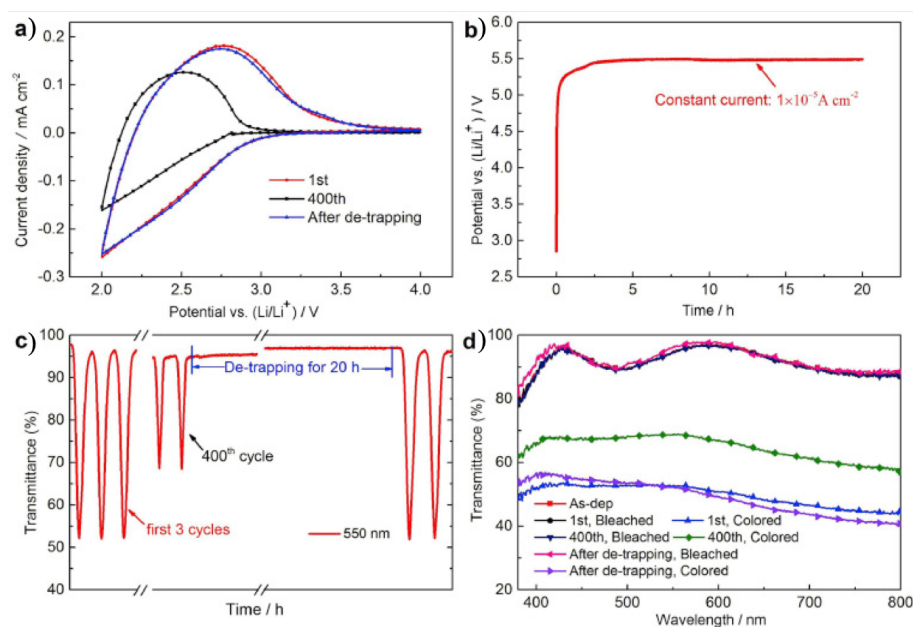 a)
0.2
0.1
0.0
-0.1
-0.2
-0.3
Current density / mA cm⁻²
1st
400th
After de-trapping
2.0 2.5 3.0 3.5 4.0
Potential vs. (Li/Li⁺) / V
b)
5.5
5.0
4.5
4.0
3.5
3.0
2.5
Potential vs. (Li/Li⁺) / V
Constant current: 1×10⁻⁵A cm⁻²
0 5 10 15 20
Time / h
c)
100
90
80
70
60
50
40
Transmittance (%)
De-trapping for 20 h
400th cycle
first 3 cycles
550 nm
Time / h
d)
100
80
60
40
20
Transmittance (%)
As-dep
1st, Bleached 1st, Colored
400th, Bleached 400th, Colored
After de-trapping, Bleached
After de-trapping, Colored
400 500 600 700 800
Wavelength / nm